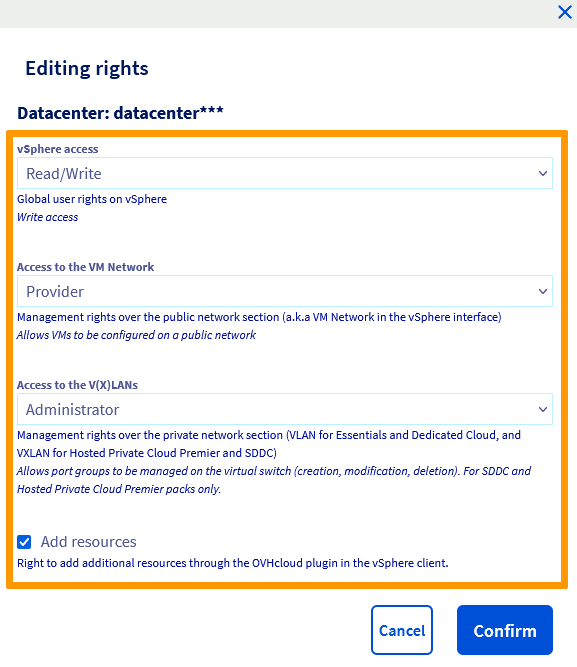 Editing rights
Datacenter: datacenter***
vSphere access
Read/Write
Global user rights on vSphere
Write access
Access to the VM Network
Provider
Management rights over the public network section (a.k.a VM Network in the vSphere interface)
Allows VMs to be configured on a public network
Access to the V(X)LANs
Administrator
Management rights over the private network section (VLAN for Essentials and Dedicated Cloud, and
VXLAN for Hosted Private Cloud Premier and SDDC)
Allows port groups to be managed on the virtual switch (creation, modification, deletion). For SDDC and
Hosted Private Cloud Premier packs only.
Add resources
Right to add additional resources through the OVHcloud plugin in the vSphere client.
Cancel
Confirm